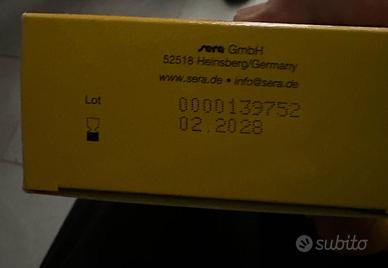 sera GmbH
52518 Heinsberg/Germany
www.sera.de • info@sera.de
Lot 0000139752
02.2028
subito